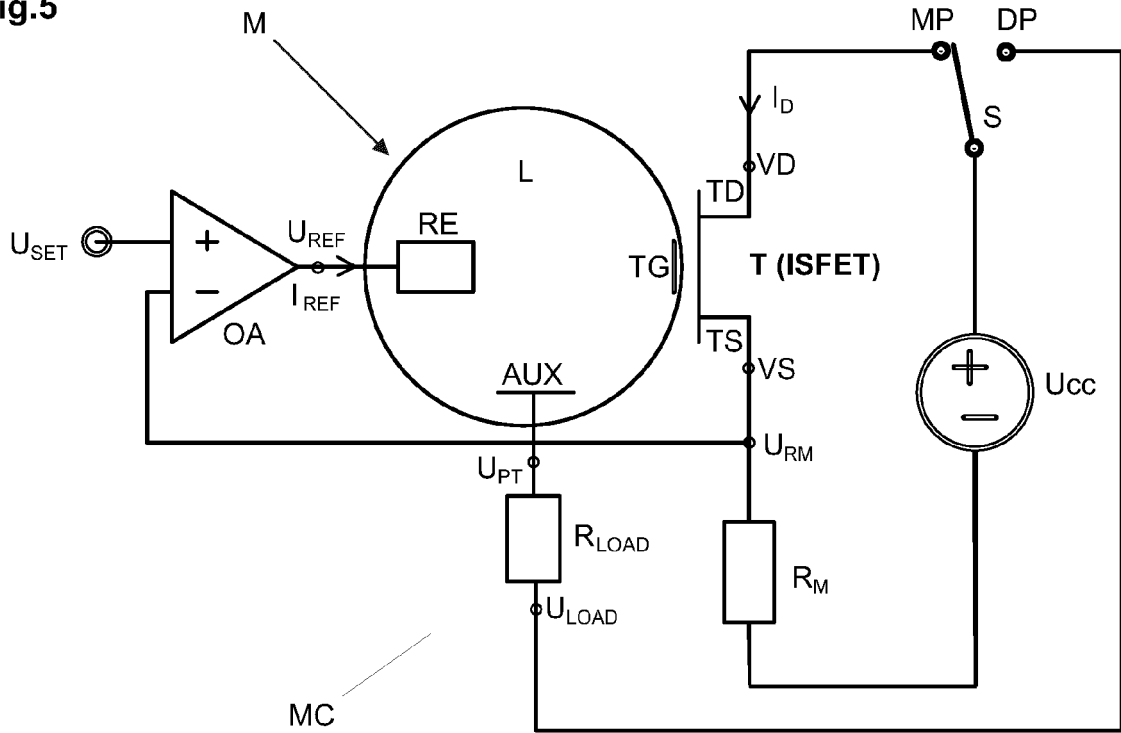 ig.5
M
MP
DP
I_D
S
L
VD
TD
U_SET
+
−
OA
U_REF
I_REF
RE
TG
T (ISFET)
TS
VS
AUX
+
−
Ucc
U_RM
U_PT
R_LOAD
R_M
U_LOAD
MC